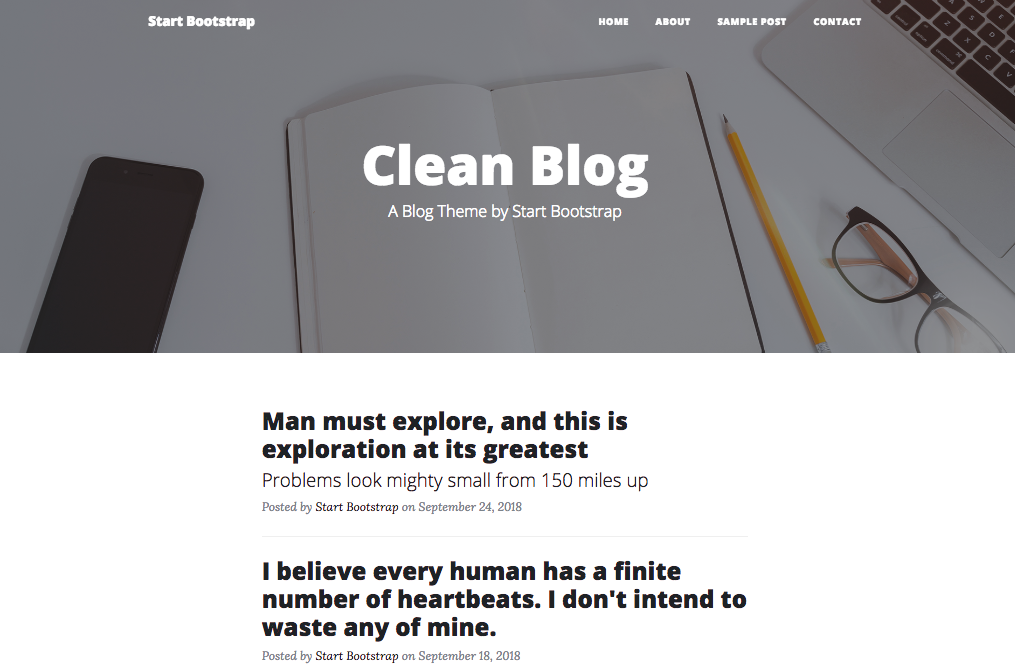 Start Bootstrap
HOME ABOUT SAMPLE POST CONTACT
Clean Blog
A Blog Theme by Start Bootstrap
Man must explore, and this is
exploration at its greatest
Problems look mighty small from 150 miles up
Posted by Start Bootstrap on September 24, 2018
I believe every human has a finite
number of heartbeats. I don't intend to
waste any of mine.
Posted by Start Bootstrap on September 18, 2018